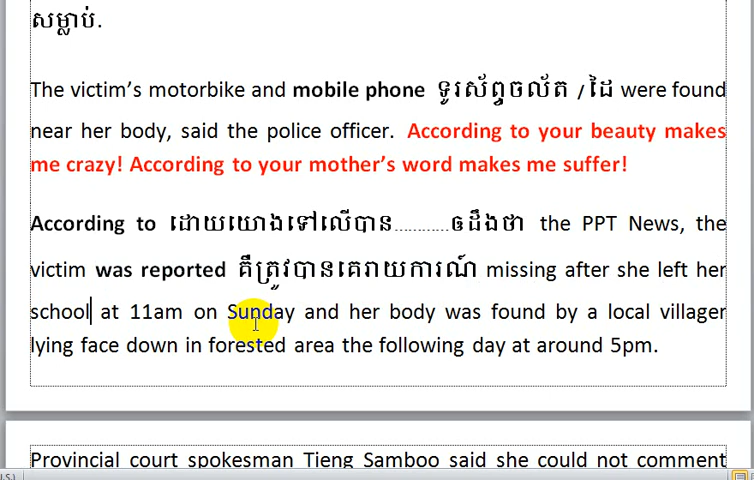 សម្លាប់.
The victim's motorbike and mobile phone ទូរស័ព្ទចល័ត /ដៃ were found
near her body, said the police officer. According to your beauty makes
me crazy! According to your mother's word makes me suffer!
According to ដោយយោងទៅលើបាន...........ឲដឹងថា the PPT News, the
victim was reported គឺត្រូវបានគេរាយការណ៍ missing after she left her
school at 11am on Sunday and her body was found by a local villager
lying face down in forested area the following day at around 5pm.
Provincial court spokesman Tieng Samboo said she could not comment